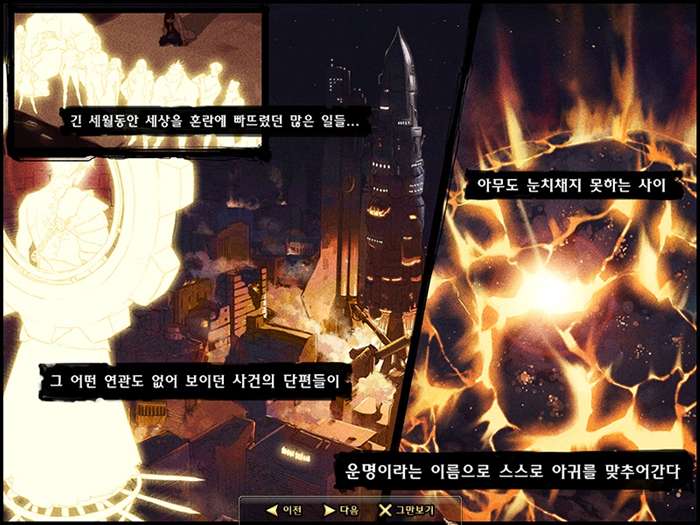 긴 세월동안 세상을 혼란에 빠뜨렸던 많은 일들...
그 어떤 연관도 없어 보이던 사건의 단편들이
아무도 눈치채지 못하는 사이
운명이라는 이름으로 스스로 아귀를 맞추어간다
이전 다음 그만보기